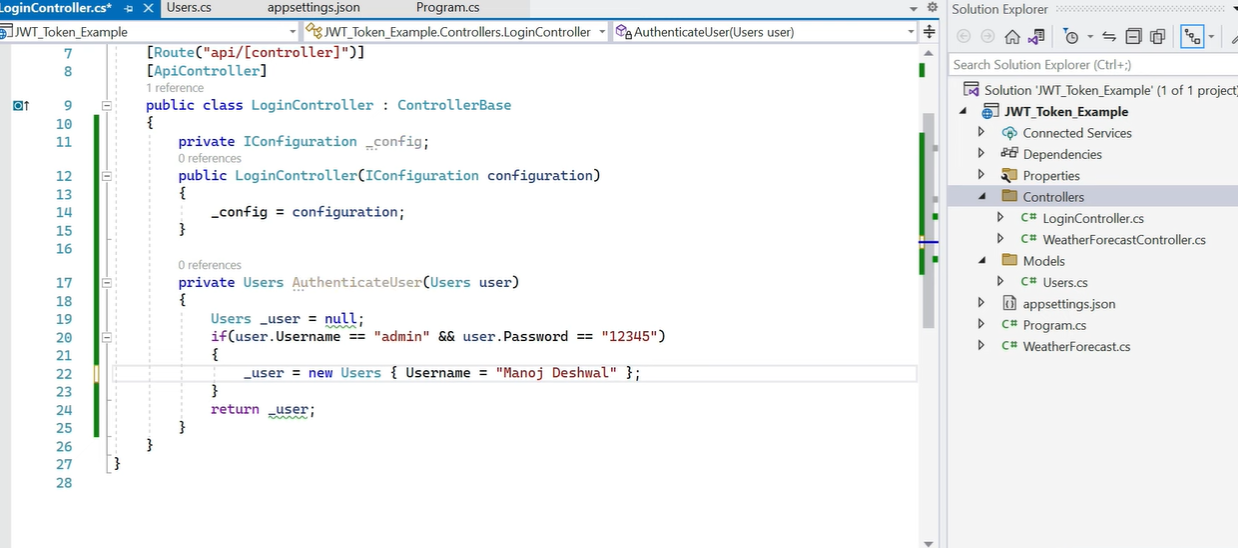 LoginController.cs* Users.cs appsettings.json Program.cs
JWT_Token_Example JWT_Token_Example.Controllers.LoginController AuthenticateUser(Users user)
7 [Route("api/[controller]")]
8 [ApiController]
1 reference
9 public class LoginController : ControllerBase
10 {
11 private IConfiguration _config;
0 references
12 public LoginController(IConfiguration configuration)
13 {
14 _config = configuration;
15 }
16
0 references
17 private Users AuthenticateUser(Users user)
18 {
19 Users _user = null;
20 if(user.Username == "admin" && user.Password == "12345")
21 {
22 _user = new Users { Username = "Manoj Deshwal" };
23 }
24 return _user;
25 }
26 }
27 }
28
Solution Explorer
Search Solution Explorer (Ctrl+;)
Solution 'JWT_Token_Example' (1 of 1 project)
JWT_Token_Example
Connected Services
Dependencies
Properties
Controllers
C# LoginController.cs
C# WeatherForecastController.cs
Models
C# Users.cs
appsettings.json
C# Program.cs
C# WeatherForecast.cs